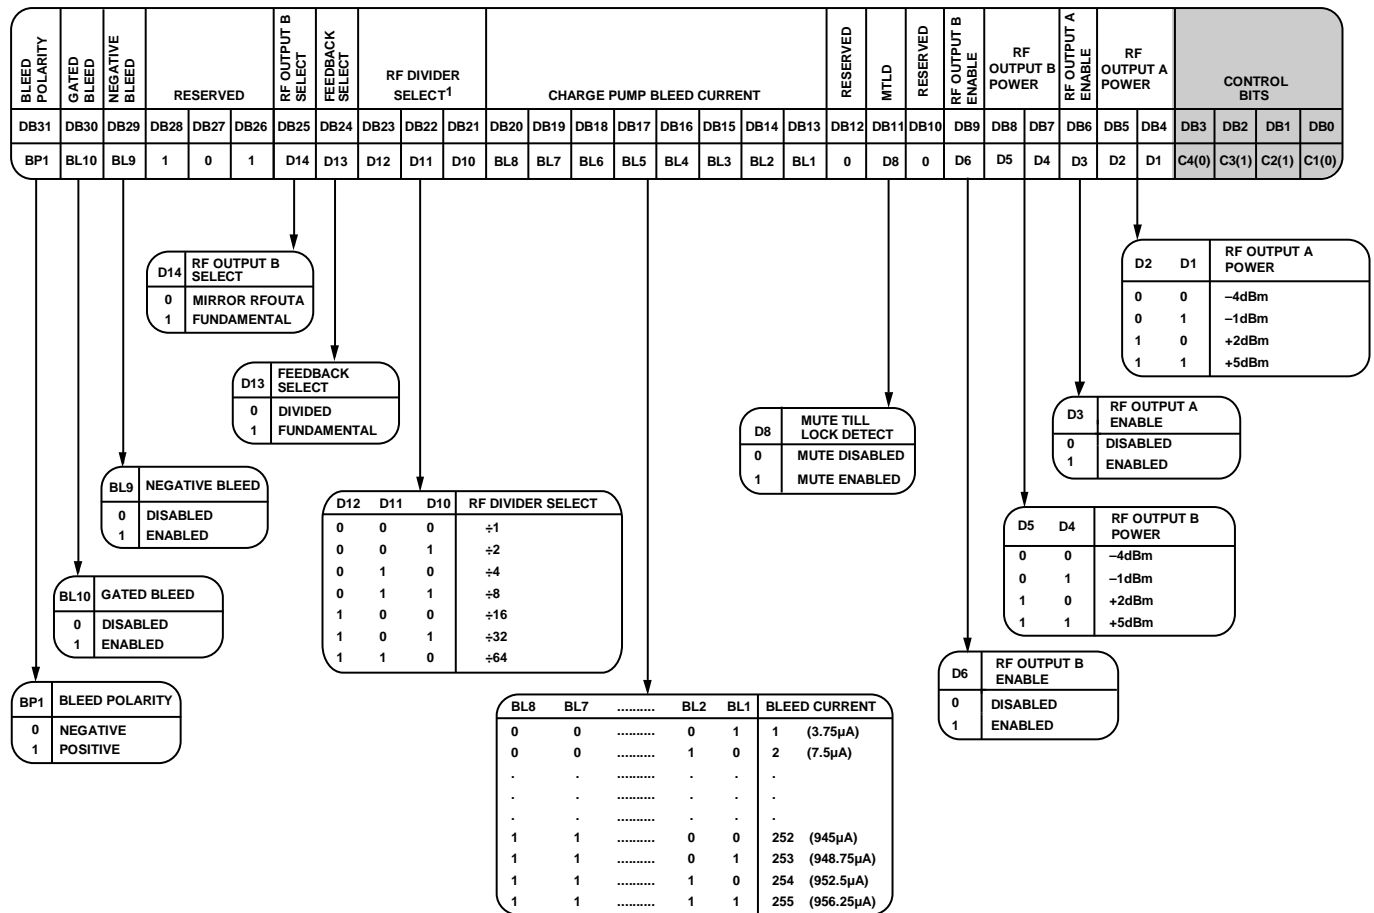 BLEED POLARITY
GATED BLEED
NEGATIVE BLEED
RESERVED
RF OUTPUT B SELECT
FEEDBACK SELECT
RF DIVIDER
SELECT1
CHARGE PUMP BLEED CURRENT
RESERVED
MTLD
RESERVED
RF OUTPUT B ENABLE
RF
OUTPUT B
POWER
RF OUTPUT A ENABLE
RF
OUTPUT A
POWER
CONTROL
BITS
DB31 DB30 DB29 DB28 DB27 DB26 DB25 DB24 DB23 DB22 DB21 DB20 DB19 DB18 DB17 DB16 DB15 DB14 DB13 DB12 DB11 DB10 DB9 DB8 DB7 DB6 DB5 DB4 DB3 DB2 DB1 DB0
BP1 BL10 BL9 1 0 1 D14 D13 D12 D11 D10 BL8 BL7 BL6 BL5 BL4 BL3 BL2 BL1 0 D8 0 D6 D5 D4 D3 D2 D1 C4(0) C3(1) C2(1) C1(0)
D14 RF OUTPUT B
SELECT
0 MIRROR RFOUTA
1 FUNDAMENTAL
D2 D1 RF OUTPUT A
POWER
0 0 –4dBm
0 1 –1dBm
1 0 +2dBm
1 1 +5dBm
D13 FEEDBACK
SELECT
0 DIVIDED
1 FUNDAMENTAL
D8 MUTE TILL
LOCK DETECT
0 MUTE DISABLED
1 MUTE ENABLED
D3 RF OUTPUT A
ENABLE
0 DISABLED
1 ENABLED
BL9 NEGATIVE BLEED
0 DISABLED
1 ENABLED
D12 D11 D10 RF DIVIDER SELECT
0 0 0 ÷1
0 0 1 ÷2
0 1 0 ÷4
0 1 1 ÷8
1 0 0 ÷16
1 0 1 ÷32
1 1 0 ÷64
D5 D4 RF OUTPUT B
POWER
0 0 –4dBm
0 1 –1dBm
1 0 +2dBm
1 1 +5dBm
BL10 GATED BLEED
0 DISABLED
1 ENABLED
D6 RF OUTPUT B
ENABLE
0 DISABLED
1 ENABLED
BP1 BLEED POLARITY
0 NEGATIVE
1 POSITIVE
BL8 BL7 .......... BL2 BL1 BLEED CURRENT
0 0 .......... 0 1 1 (3.75µA)
0 0 .......... 1 0 2 (7.5µA)
. . .......... . . .
. . .......... . . .
. . .......... . . .
1 1 .......... 0 0 252 (945µA)
1 1 .......... 0 1 253 (948.75µA)
1 1 .......... 1 0 254 (952.5µA)
1 1 .......... 1 1 255 (956.25µA)